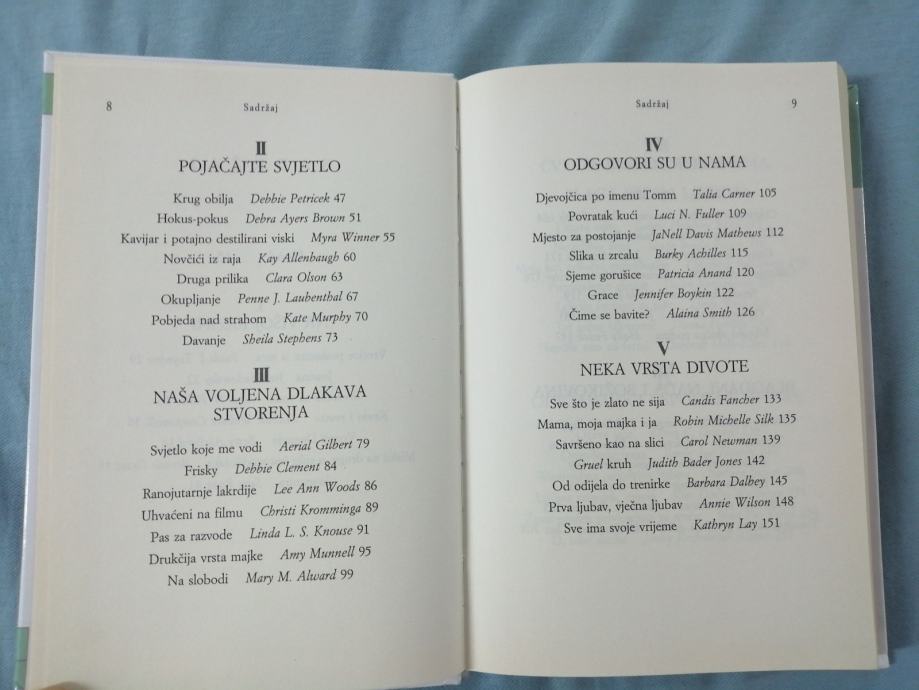 8
Sadržaj
II
POJAČAJTE SVJETLO
Krug obilja Debbie Petricek 47
Hokus-pokus Debra Ayers Brown 51
Kavijar i potajno destilirani viski Myra Winner 55
Novčići iz raja Kay Allenbaugh 60
Druga prilika Clara Olson 63
Okupljanje Penne J. Laubenthal 67
Pobjeda nad strahom Kate Murphy 70
Davanje Sheila Stephens 73
III
NAŠA VOLJENA DLAKAVA
STVORENJA
Svjetlo koje me vodi Aerial Gilbert 79
Frisky Debbie Clement 84
Ranojutarnje lakrdije Lee Ann Woods 86
Uhvaćeni na filmu Christi Kromminga 89
Pas za razvode Linda L. S. Knouse 91
Drukčija vrsta majke Amy Munnell 95
Na slobodi Mary M. Alward 99
Sadržaj
9
IV
ODGOVORI SU U NAMA
Djevojčica po imenu Tomm Talia Carner 105
Povratak kući Luci N. Fuller 109
Mjesto za postojanje JaNell Davis Mathews 112
Slika u zrcalu Burky Achilles 115
Sjeme gorušice Patricia Anand 120
Grace Jennifer Boykin 122
Čime se bavite? Alaina Smith 126
V
NEKA VRSTA DIVOTE
Sve što je zlato ne sija Candis Fancher 133
Mama, moja majka i ja Robin Michelle Silk 135
Savršeno kao na slici Carol Newman 139
Gruel kruh Judith Bader Jones 142
Od odijela do trenirke Barbara Dalbey 145
Prva ljubav, vječna ljubav Annie Wilson 148
Sve ima svoje vrijeme Kathryn Lay 151